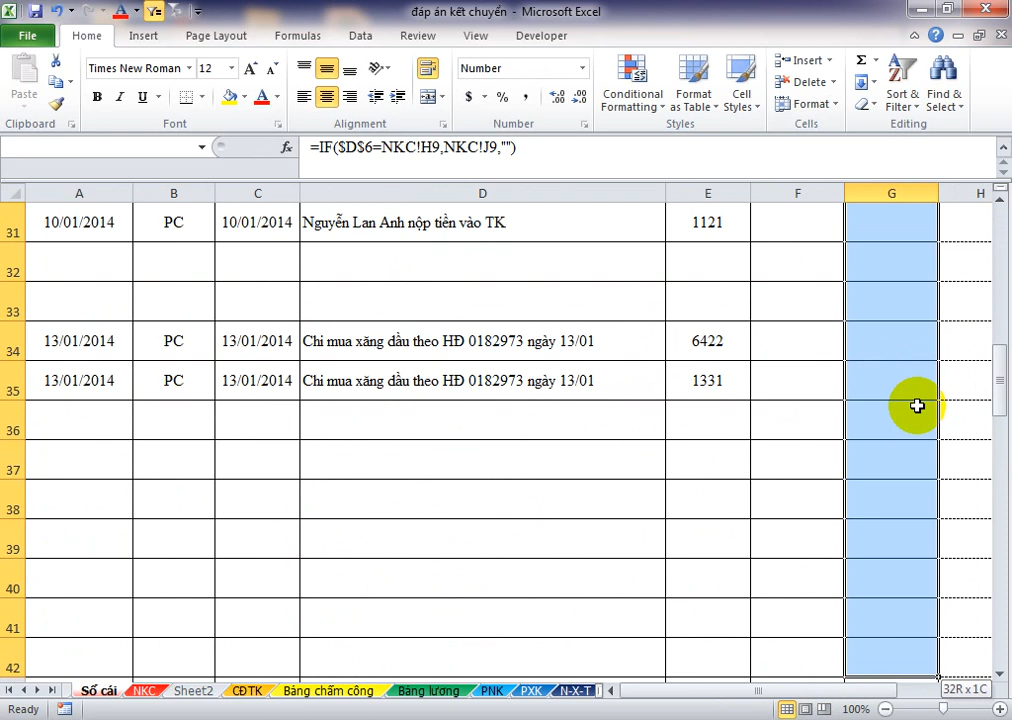 đáp án kết chuyển - Microsoft Excel
File Home Insert Page Layout Formulas Data Review View Developer
Paste
Times New Roman 12
Number
Conditional Formatting
Format as Table
Cell Styles
Insert
Delete
Format
Sort & Filter
Find & Select
Clipboard Font Alignment Number Styles Cells Editing
=IF($D$6=NKC!H9,NKC!J9,"")
A B C D E F G H
31 10/01/2014 PC 10/01/2014 Nguyễn Lan Anh nộp tiền vào TK 1121
32
33
34 13/01/2014 PC 13/01/2014 Chi mua xăng dầu theo HĐ 0182973 ngày 13/01 6422
35 13/01/2014 PC 13/01/2014 Chi mua xăng dầu theo HĐ 0182973 ngày 13/01 1331
36
37
38
39
40
41
42
Sổ cái NKC Sheet2 CĐTK Bảng chấm công Bảng lương PNK PXK N-X-T
32R x 1C
Ready 100%